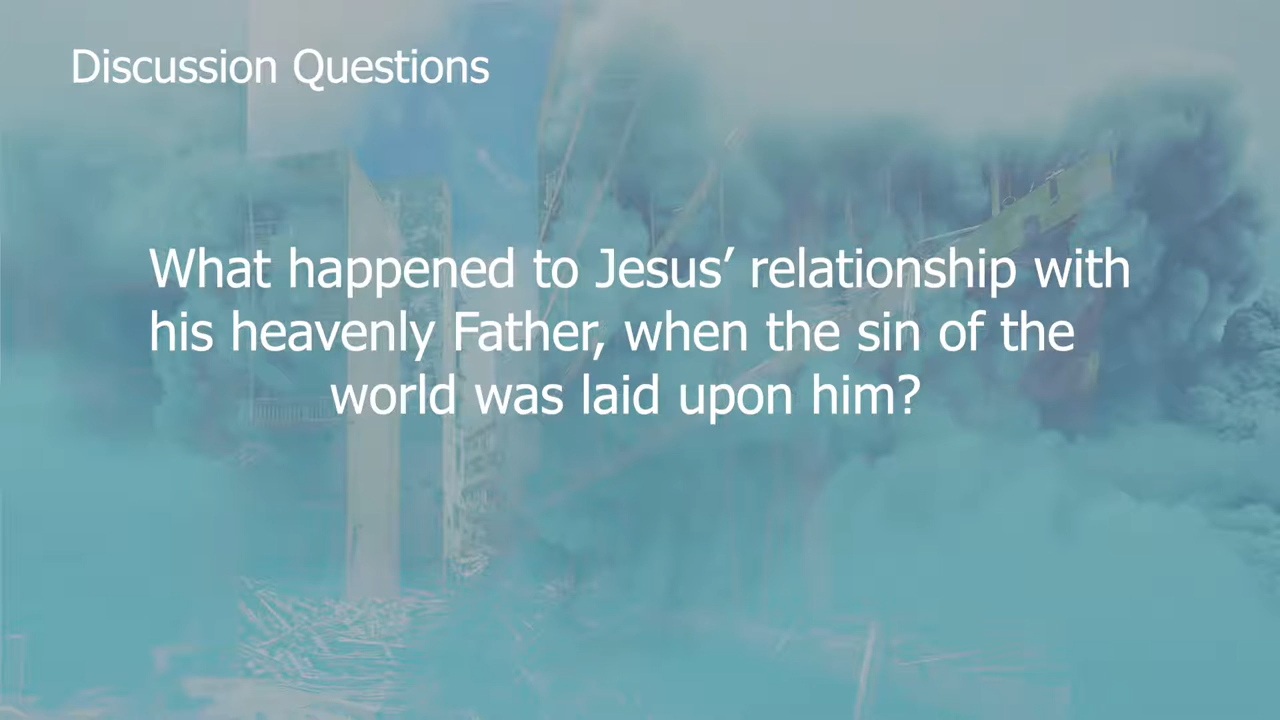 Discussion Questions
What happened to Jesus’ relationship with
his heavenly Father, when the sin of the
world was laid upon him?